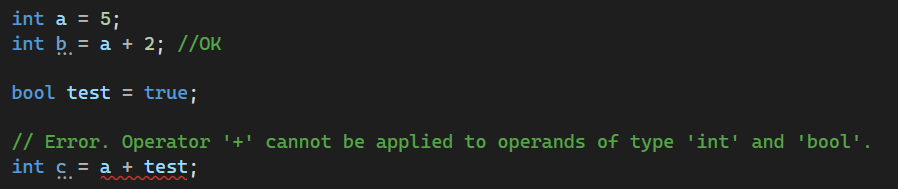 int a = 5;
int b = a + 2; //OK
bool test = true;
// Error. Operator '+' cannot be applied to operands of type 'int' and 'bool'.
int c = a + test;